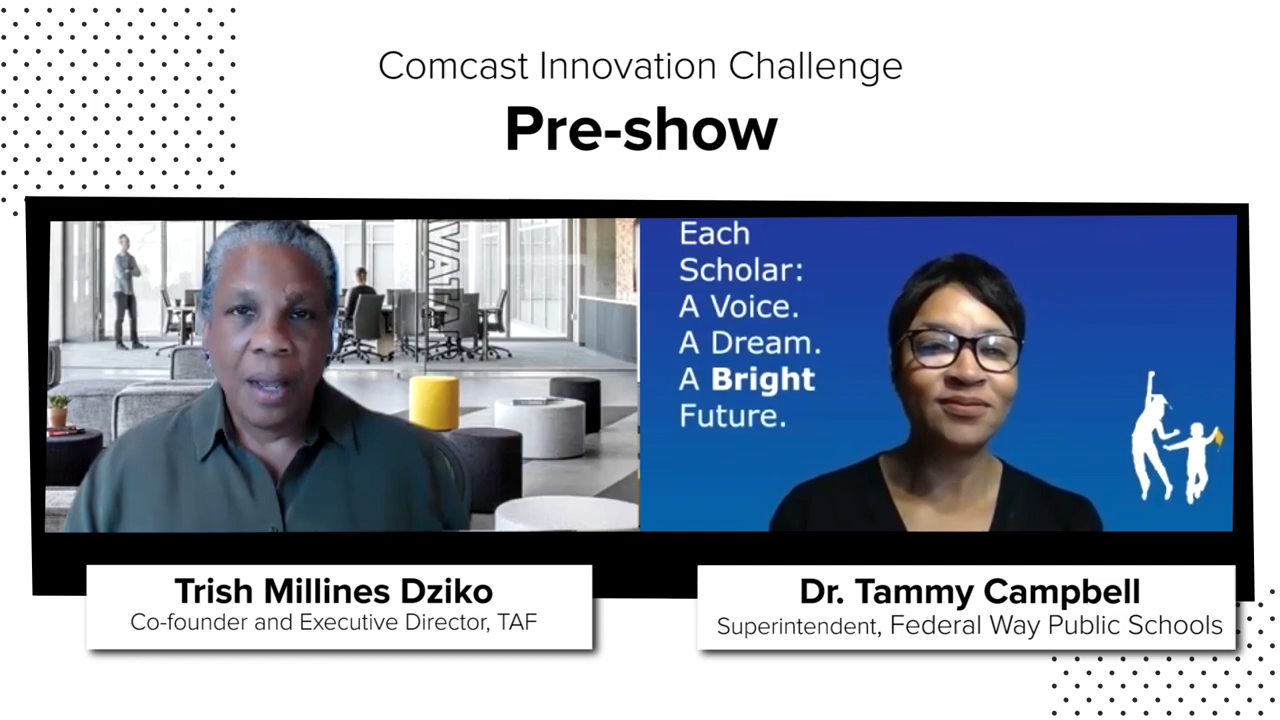 Comcast Innovation Challenge
Pre-show
VATA
Each
Scholar:
A Voice.
A Dream.
A Bright
Future.
Trish Millines Dziko
Co-founder and Executive Director, TAF
Dr. Tammy Campbell
Superintendent, Federal Way Public Schools